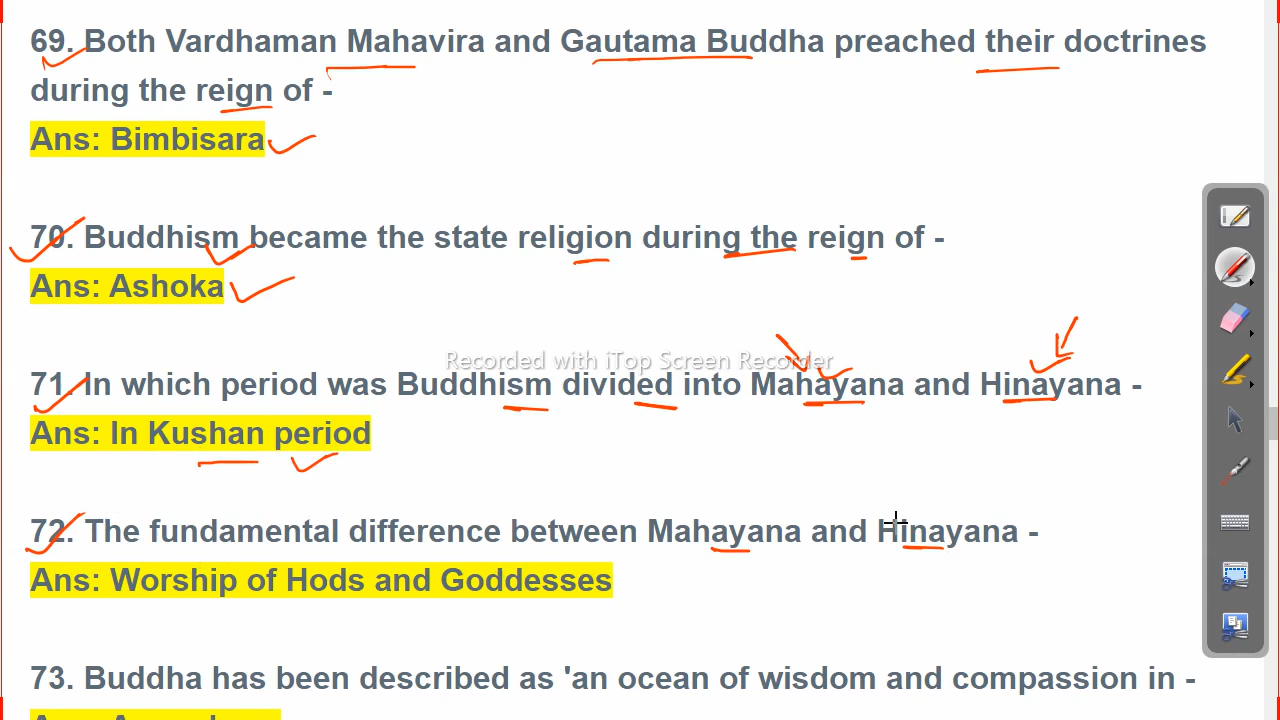 69. Both Vardhaman Mahavira and Gautama Buddha preached their doctrines
during the reign of -
Ans: Bimbisara
70. Buddhism became the state religion during the reign of -
Ans: Ashoka
Recorded with iTop Screen Recorder
71. In which period was Buddhism divided into Mahayana and Hinayana -
Ans: In Kushan period
72. The fundamental difference between Mahayana and Hinayana -
Ans: Worship of Hods and Goddesses
73. Buddha has been described as 'an ocean of wisdom and compassion in -